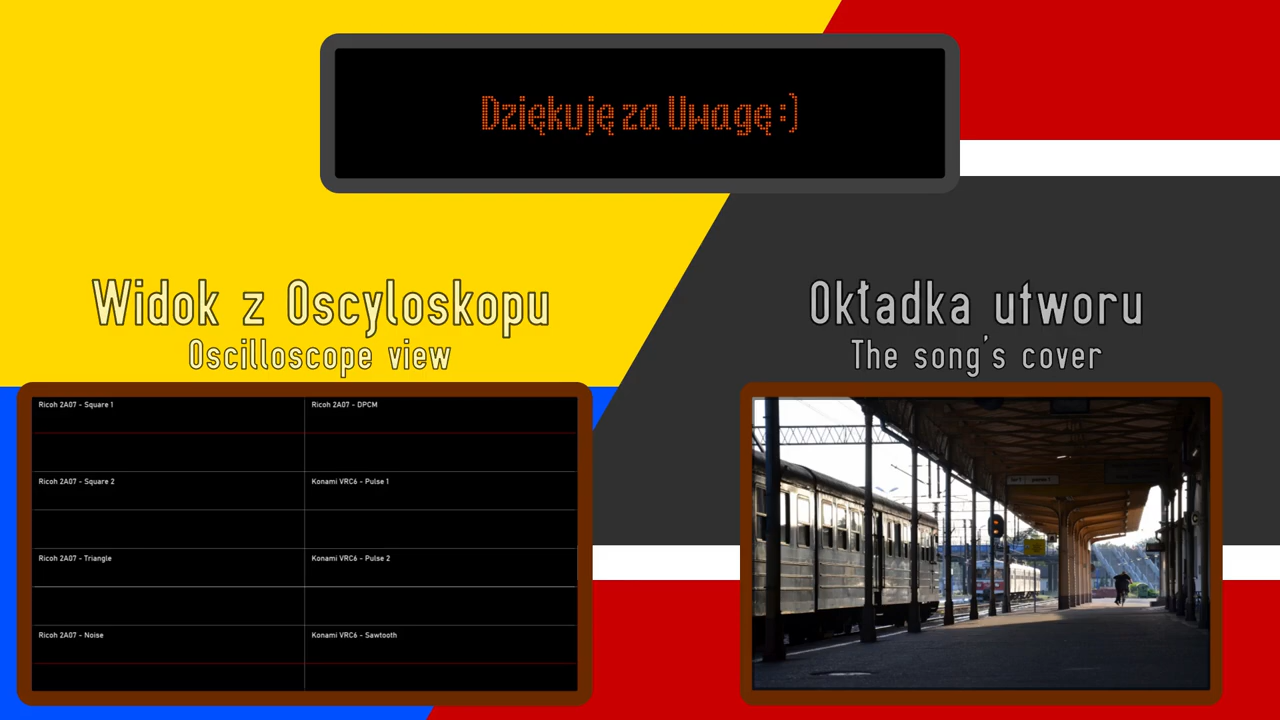 Dziękuję za Uwagę :)
Widok z Oscyloskopu
Oscilloscope view
Okładka utworu
The song's cover
Ricoh 2A07 - Square 1
Ricoh 2A07 - DPCM
Ricoh 2A07 - Square 2
Konami VRC6 - Pulse 1
Ricoh 2A07 - Triangle
Konami VRC6 - Pulse 2
Ricoh 2A07 - Noise
Konami VRC6 - Sawtooth